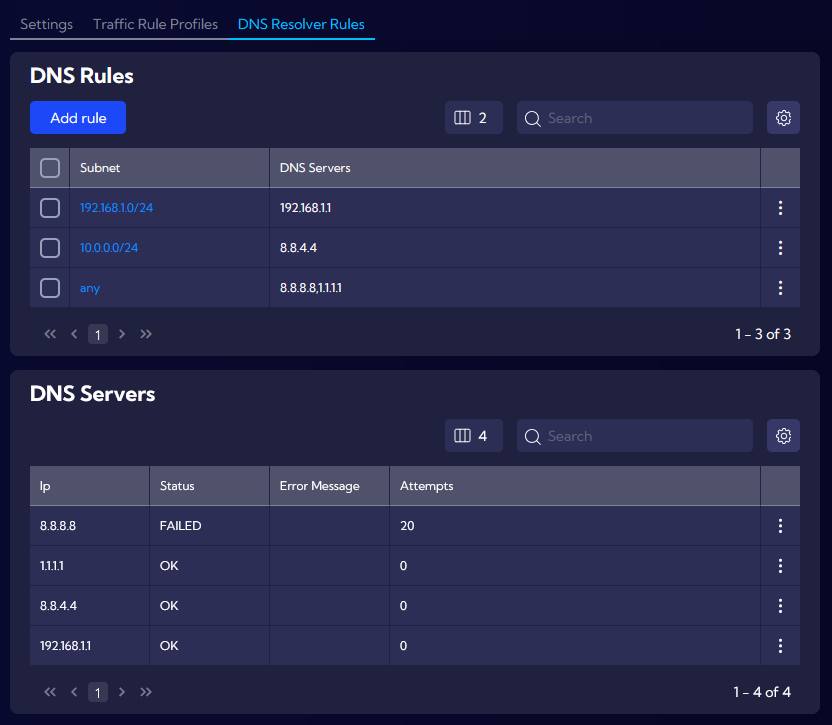 Settings Traffic Rule Profiles DNS Resolver Rules
DNS Rules
Add rule 2 Search
Subnet DNS Servers
192.168.1.0/24 192.168.1.1
10.0.0.0/24 8.8.4.4
any 8.8.8.8,1.1.1.1
1 1 - 3 of 3
DNS Servers
4 Search
Ip Status Error Message Attempts
8.8.8.8 FAILED 20
1.1.1.1 OK 0
8.8.4.4 OK 0
192.168.1.1 OK 0
1 1 - 4 of 4